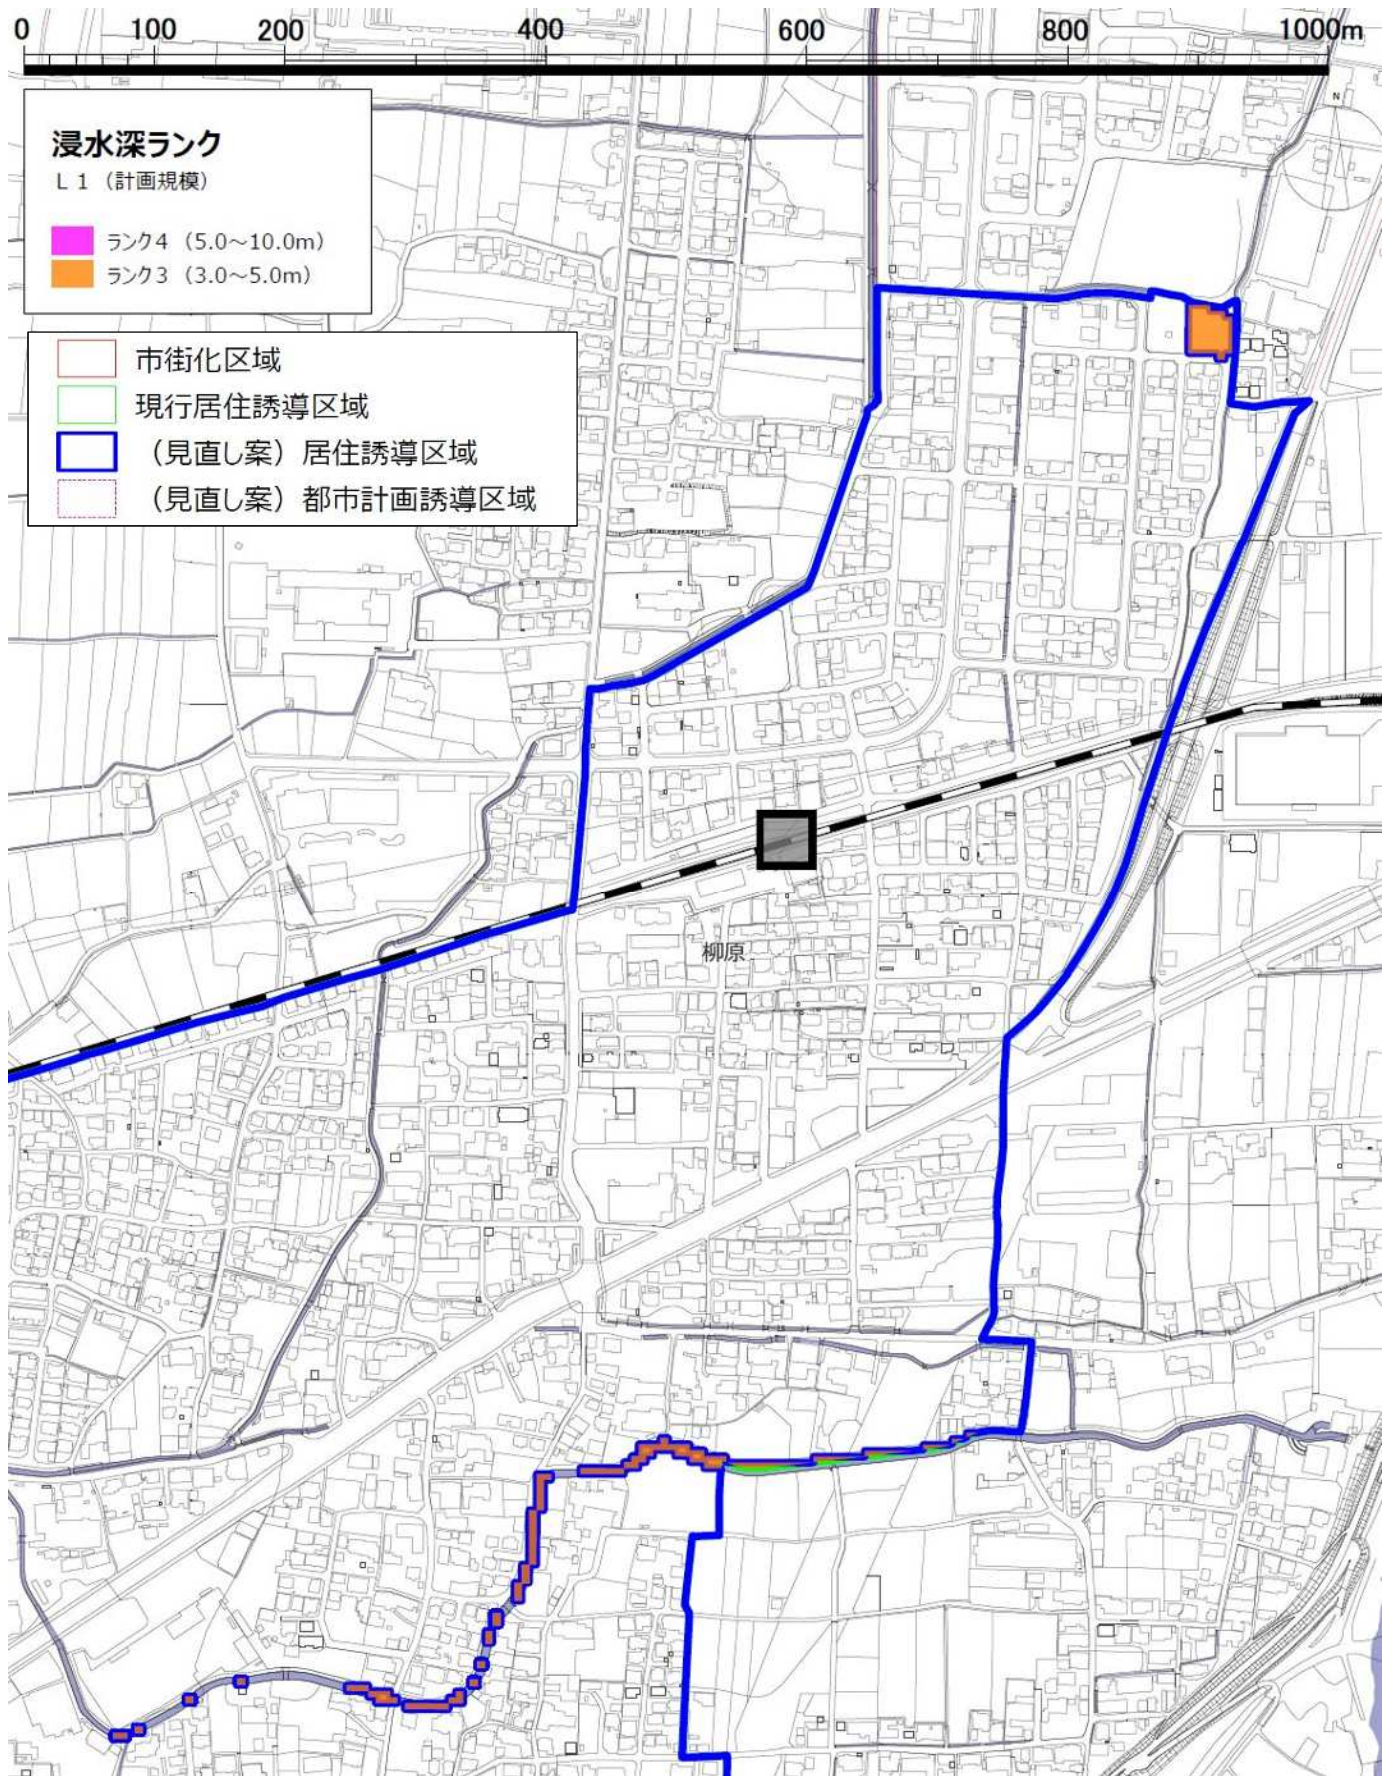 0 100 200 400 600 800 1000m
N
浸水深ランク
L 1 (計画規模)
ランク4 (5.0～10.0m)
ランク3 (3.0～5.0m)
市街化区域
現行居住誘導区域
(見直し案) 居住誘導区域
(見直し案) 都市計画誘導区域
柳原